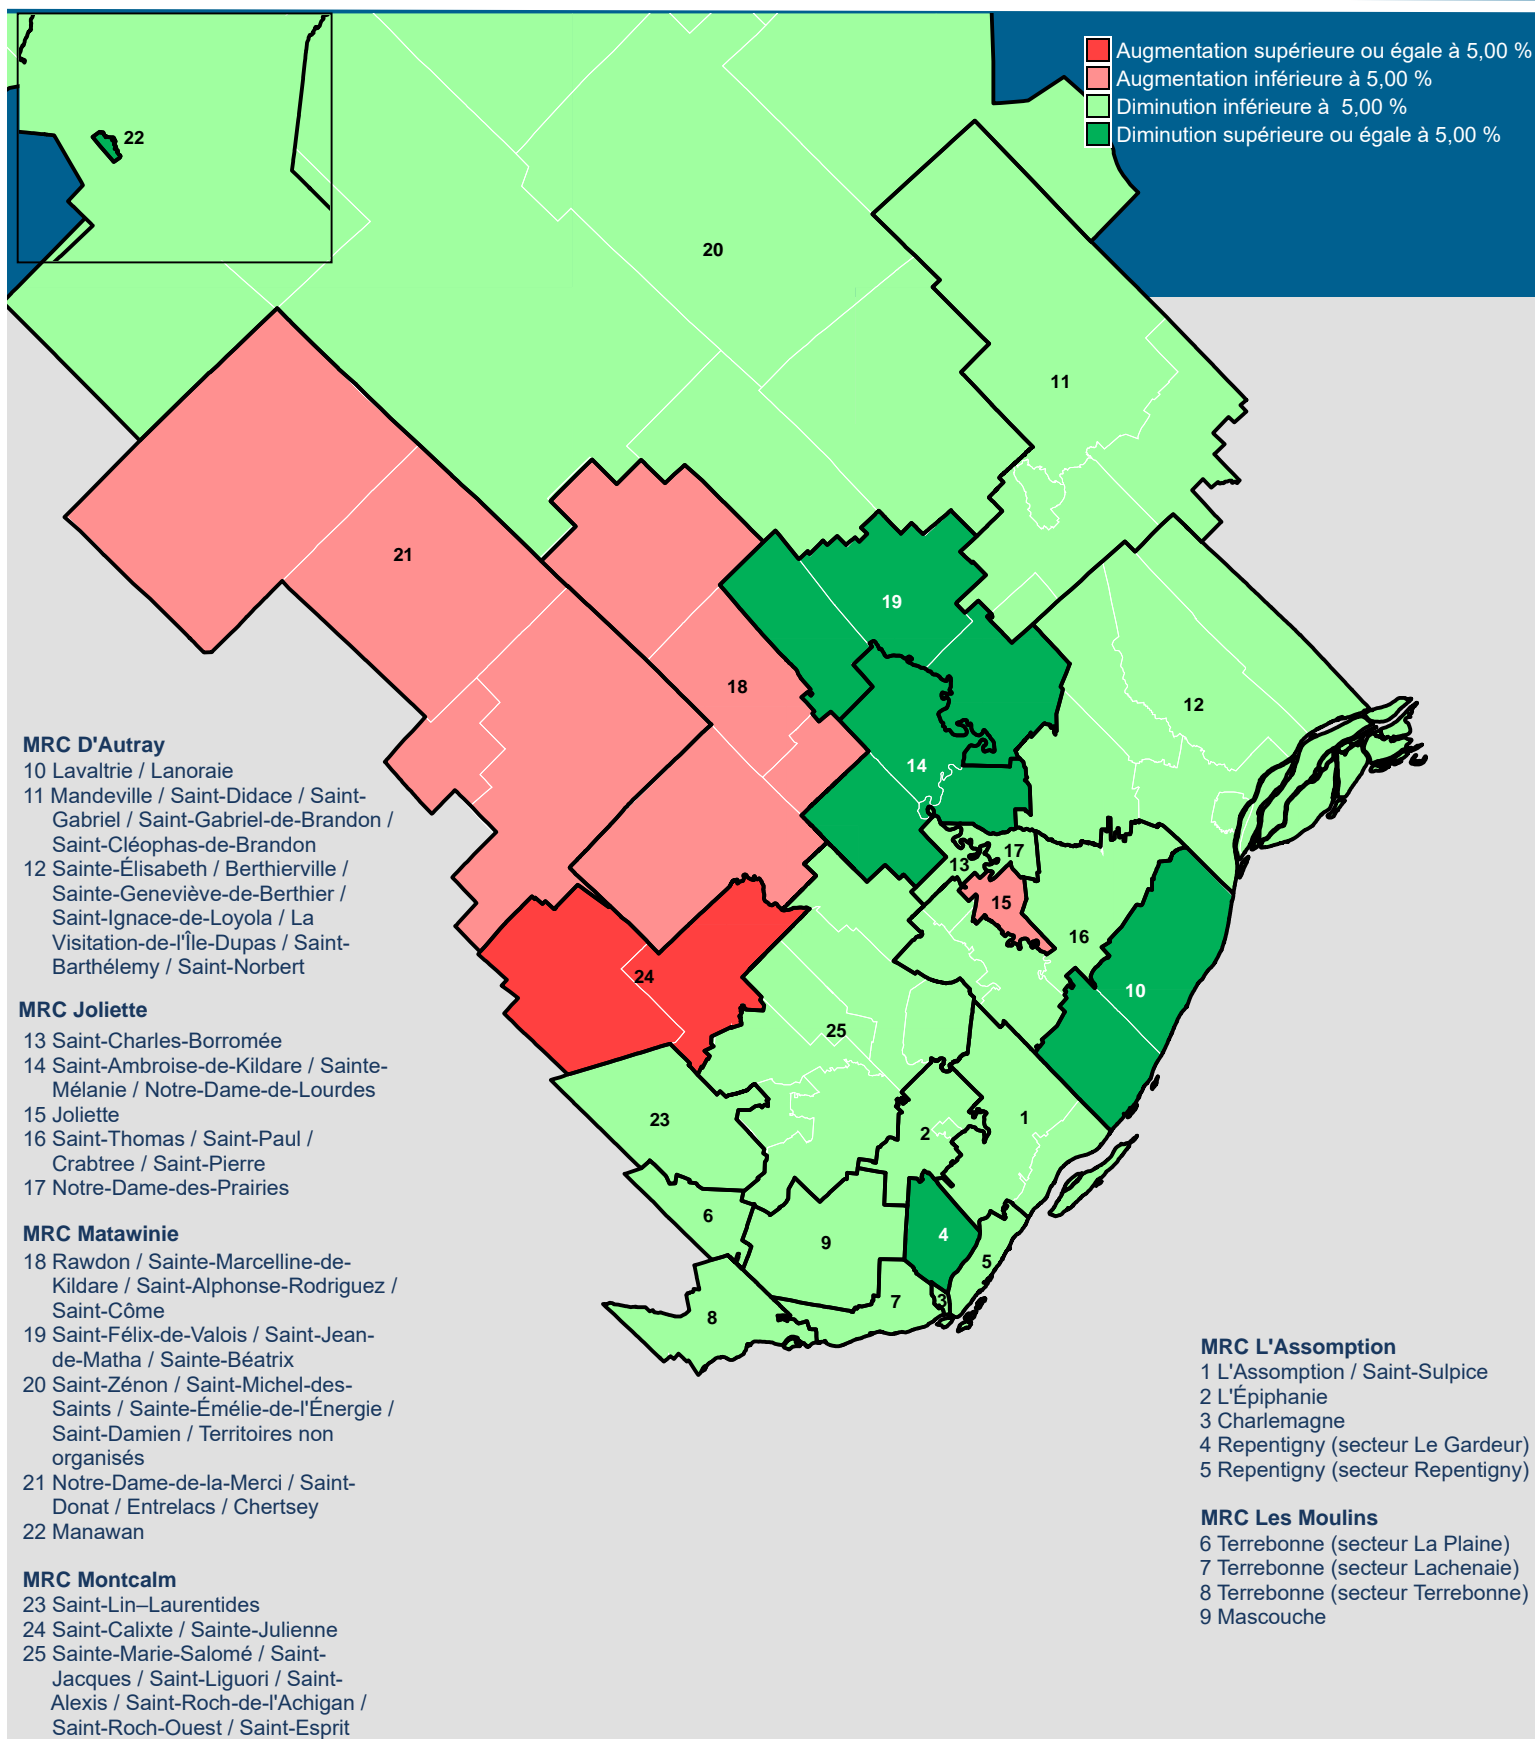 Augmentation supérieure ou égale à 5,00 %
Augmentation inférieure à 5,00 %
Diminution inférieure à  5,00 %
Diminution supérieure ou égale à 5,00 %
22
20
11
21
19
18
12
14
13
17
15
16
24
10
25
23
1
2
6
4
9
5
3
7
8
MRC D'Autray
10 Lavaltrie / Lanoraie
11 Mandeville / Saint-Didace / Saint-
Gabriel / Saint-Gabriel-de-Brandon /
Saint-Cléophas-de-Brandon
12 Sainte-Élisabeth / Berthierville /
Sainte-Geneviève-de-Berthier /
Saint-Ignace-de-Loyola / La
Visitation-de-l'Île-Dupas / Saint-
Barthélemy / Saint-Norbert
MRC Joliette
13 Saint-Charles-Borromée
14 Saint-Ambroise-de-Kildare / Sainte-
Mélanie / Notre-Dame-de-Lourdes
15 Joliette
16 Saint-Thomas / Saint-Paul /
Crabtree / Saint-Pierre
17 Notre-Dame-des-Prairies
MRC Matawinie
18 Rawdon / Sainte-Marcelline-de-
Kildare / Saint-Alphonse-Rodriguez /
Saint-Côme
19 Saint-Félix-de-Valois / Saint-Jean-
de-Matha / Sainte-Béatrix
20 Saint-Zénon / Saint-Michel-des-
Saints / Sainte-Émélie-de-l'Énergie /
Saint-Damien / Territoires non
organisés
21 Notre-Dame-de-la-Merci / Saint-
Donat / Entrelacs / Chertsey
22 Manawan
MRC Montcalm
23 Saint-Lin–Laurentides
24 Saint-Calixte / Sainte-Julienne
25 Sainte-Marie-Salomé / Saint-
Jacques / Saint-Liguori / Saint-
Alexis / Saint-Roch-de-l'Achigan /
Saint-Roch-Ouest / Saint-Esprit
MRC L'Assomption
1 L'Assomption / Saint-Sulpice
2 L'Épiphanie
3 Charlemagne
4 Repentigny (secteur Le Gardeur)
5 Repentigny (secteur Repentigny)
MRC Les Moulins
6 Terrebonne (secteur La Plaine)
7 Terrebonne (secteur Lachenaie)
8 Terrebonne (secteur Terrebonne)
9 Mascouche